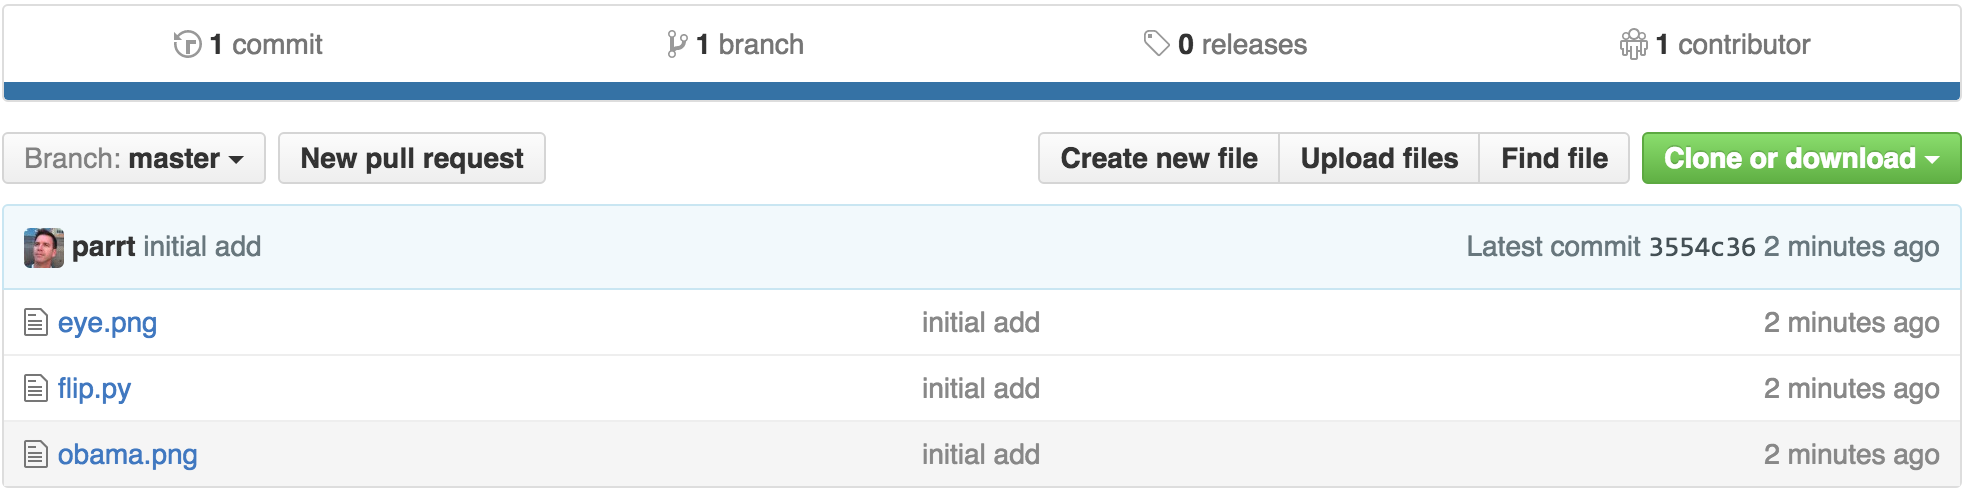 1 commit 1 branch 0 releases 1 contributor
Branch: master New pull request Create new file Upload files Find file Clone or download
parrt initial add Latest commit 3554c36 2 minutes ago
eye.png initial add 2 minutes ago
flip.py initial add 2 minutes ago
obama.png initial add 2 minutes ago